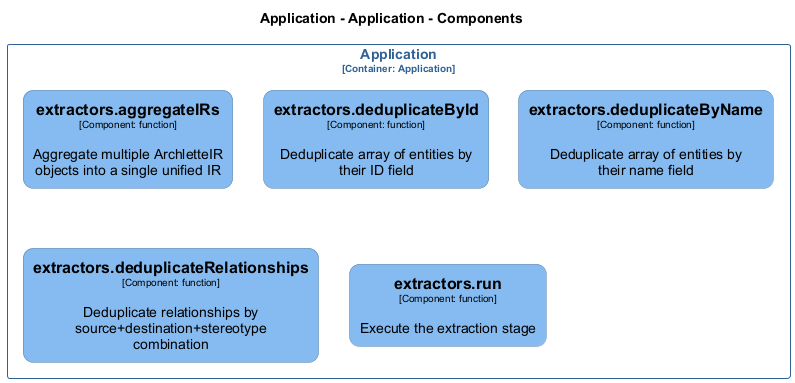 Application - Application - Components
Application
[Container: Application]
extractors.aggregateIRs
[Component: function]
Aggregate multiple ArchletteIR
objects into a single unified IR
extractors.deduplicateById
[Component: function]
Deduplicate array of entities by
their ID field
extractors.deduplicateByName
[Component: function]
Deduplicate array of entities by
their name field
extractors.deduplicateRelationships
[Component: function]
Deduplicate relationships by
source+destination+stereotype
combination
extractors.run
[Component: function]
Execute the extraction stage